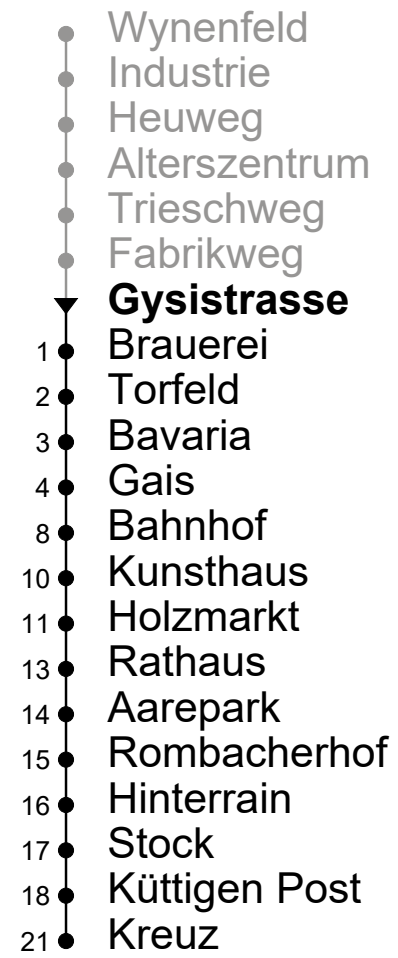 Wynenfeld
Industrie
Heuweg
Alterszentrum
Trieschweg
Fabrikweg
Gysistrasse
1 Brauerei
2 Torfeld
3 Bavaria
4 Gais
8 Bahnhof
10 Kunsthaus
11 Holzmarkt
13 Rathaus
14 Aarepark
15 Rombacherhof
16 Hinterrain
17 Stock
18 Küttigen Post
21 Kreuz